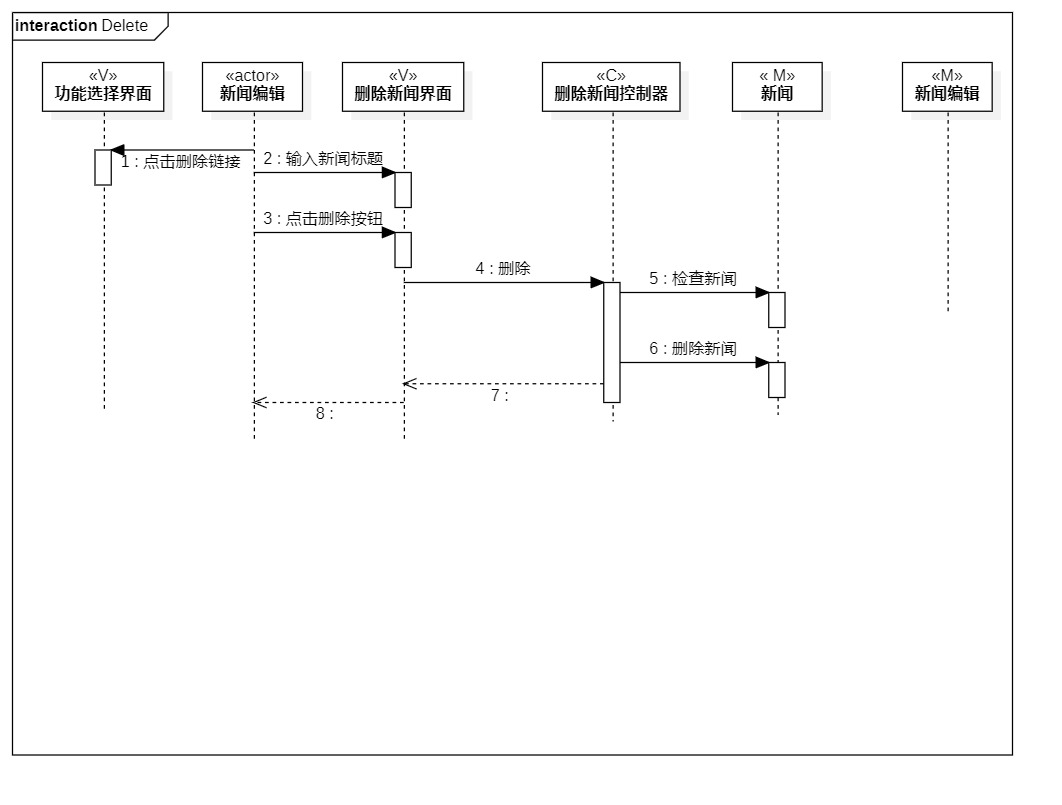 interaction Delete
«V»
功能选择界面
«actor»
新闻编辑
«V»
删除新闻界面
«C»
删除新闻控制器
« M»
新闻
«M»
新闻编辑
1 : 点击删除链接
2 : 输入新闻标题
3 : 点击删除按钮
4 : 删除
5 : 检查新闻
6 : 删除新闻
7 :
8 :